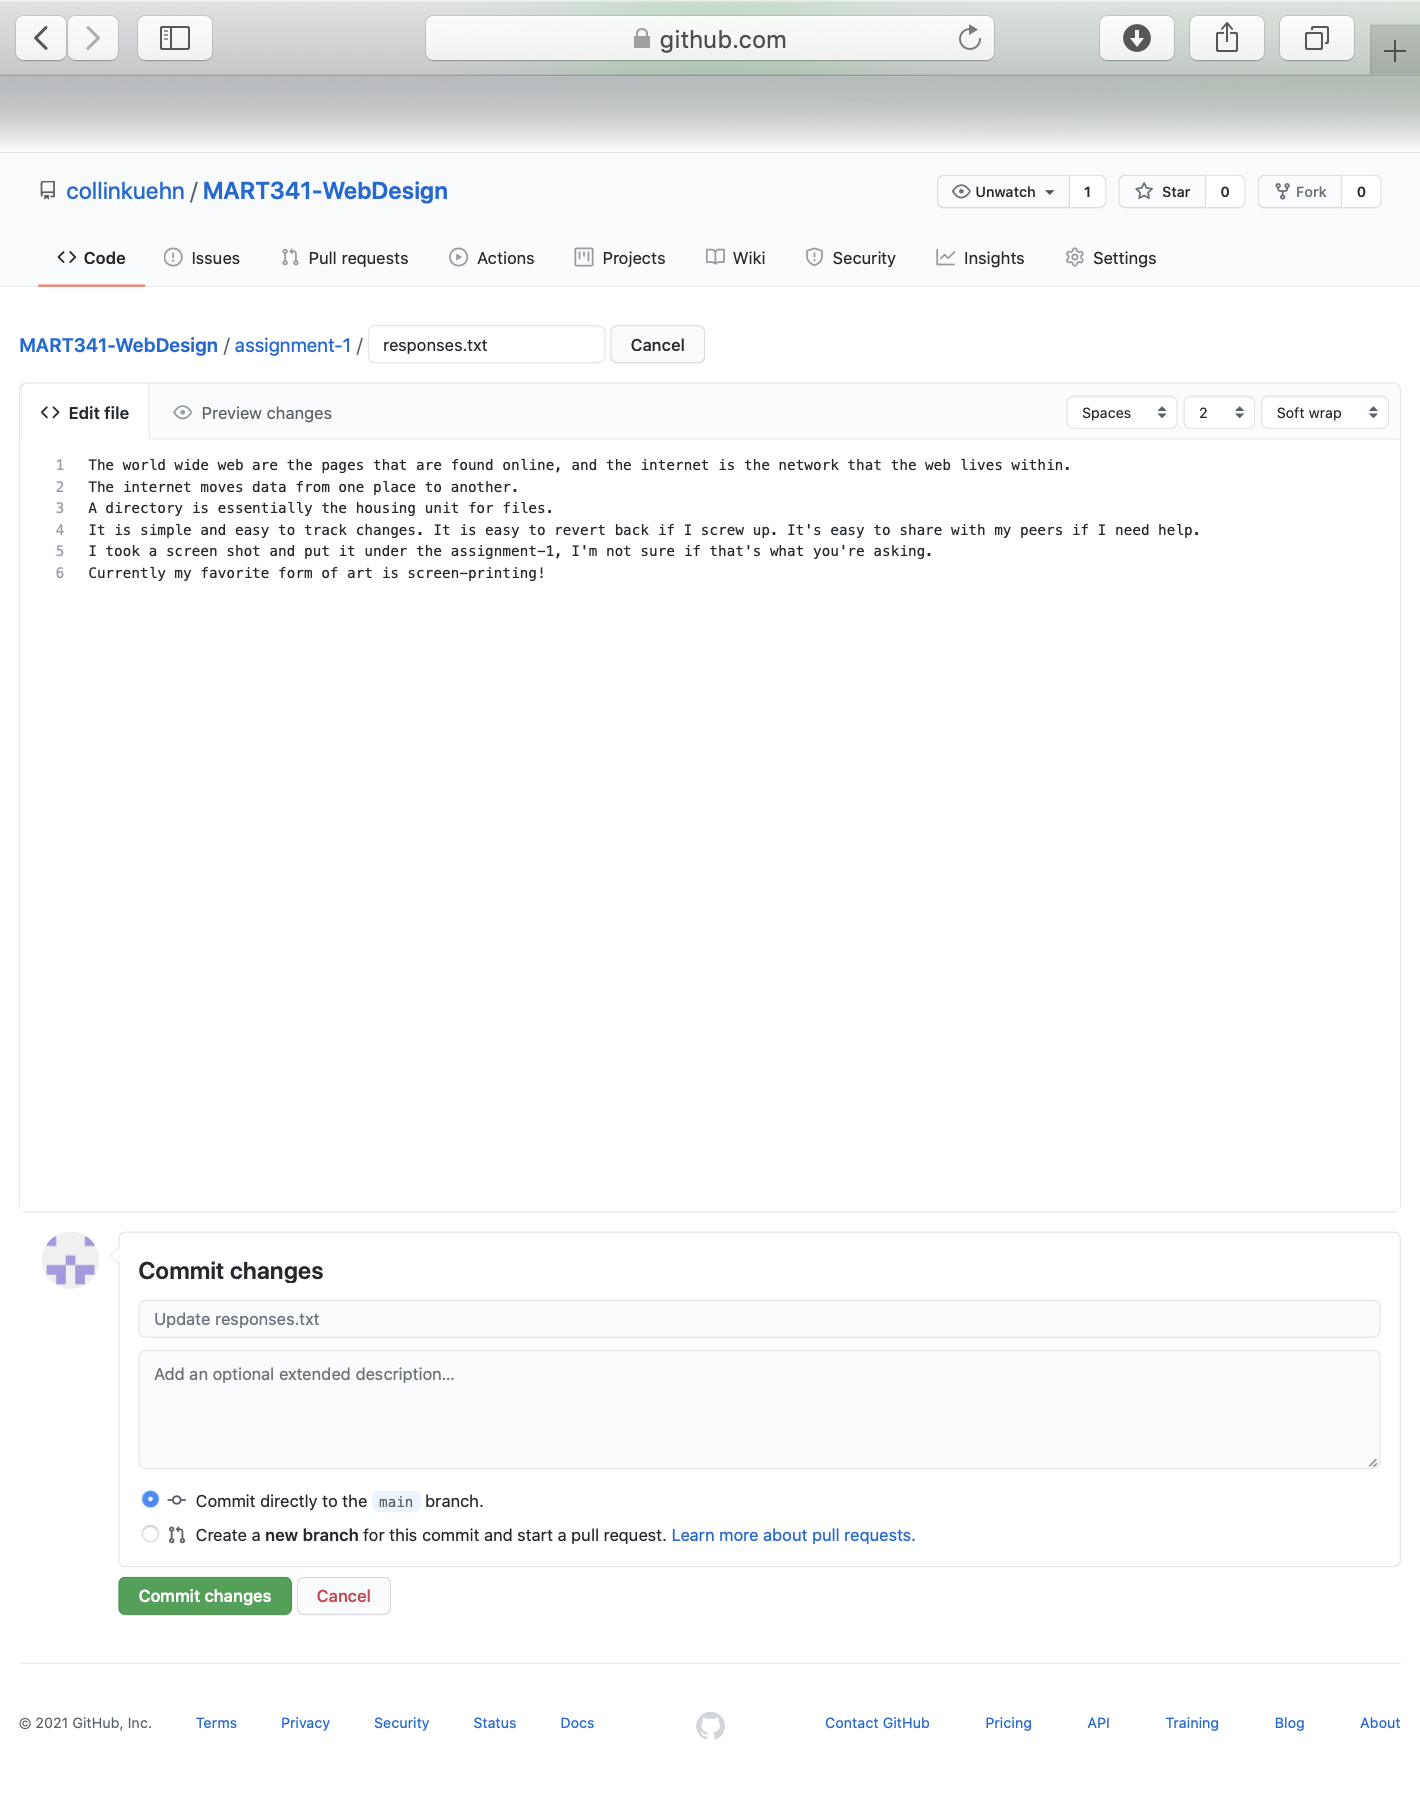 github.com
collinkuehn / MART341-WebDesign
Unwatch 1 Star 0 Fork 0
Code Issues Pull requests Actions Projects Wiki Security Insights Settings
MART341-WebDesign / assignment-1 / responses.txt Cancel
Edit file Preview changes Spaces 2 Soft wrap
1 The world wide web are the pages that are found online, and the internet is the network that the web lives within.
2 The internet moves data from one place to another.
3 A directory is essentially the housing unit for files.
4 It is simple and easy to track changes. It is easy to revert back if I screw up. It's easy to share with my peers if I need help.
5 I took a screen shot and put it under the assignment-1, I'm not sure if that's what you're asking.
6 Currently my favorite form of art is screen-printing!
Commit changes
Update responses.txt
Add an optional extended description...
Commit directly to the main branch.
Create a new branch for this commit and start a pull request. Learn more about pull requests.
Commit changes Cancel
© 2021 GitHub, Inc. Terms Privacy Security Status Docs Contact GitHub Pricing API Training Blog About